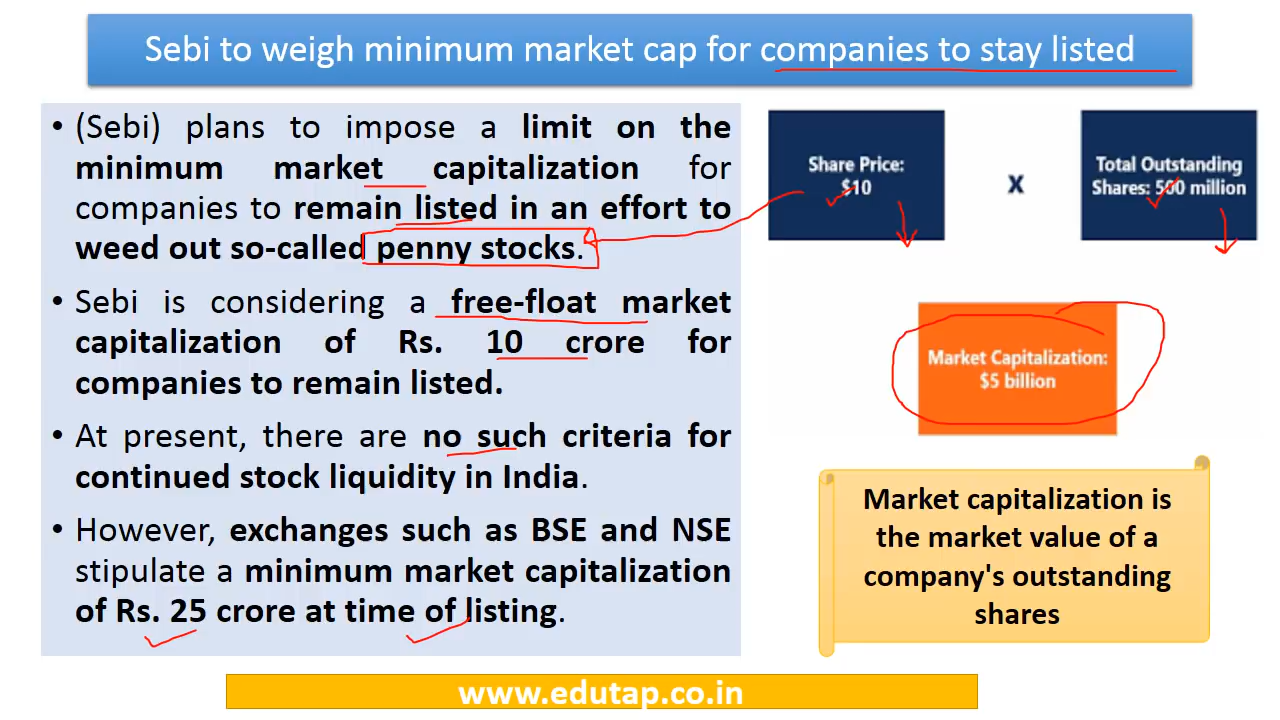 Sebi to weigh minimum market cap for companies to stay listed
• (Sebi) plans to impose a limit on the
minimum market capitalization for
companies to remain listed in an effort to
weed out so-called penny stocks.
• Sebi is considering a free-float market
capitalization of Rs. 10 crore for
companies to remain listed.
• At present, there are no such criteria for
continued stock liquidity in India.
• However, exchanges such as BSE and NSE
stipulate a minimum market capitalization
of Rs. 25 crore at time of listing.
Share Price:
$10
x
Total Outstanding
Shares: 500 million
Market Capitalization:
$5 billion
Market capitalization is
the market value of a
company's outstanding
shares
www.edutap.co.in